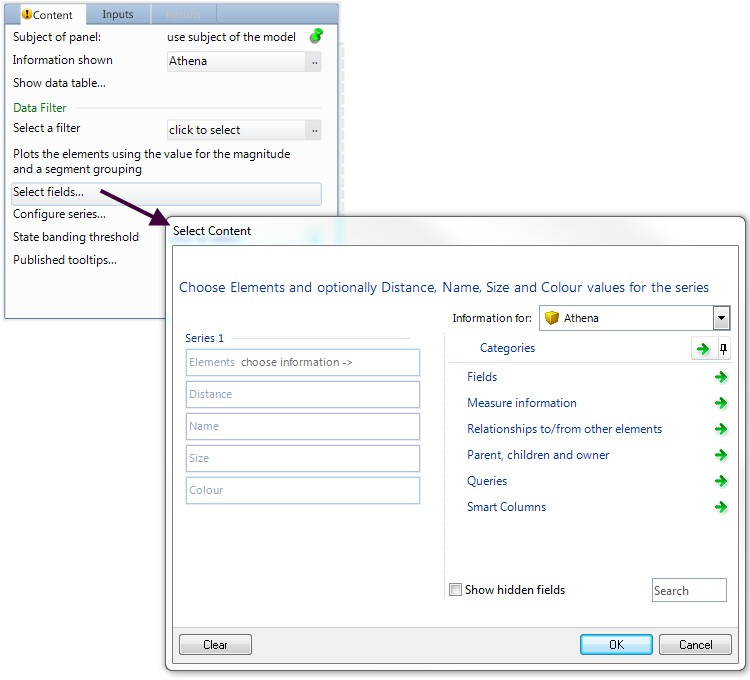 Content Inputs
Subject of panel: use subject of the model
Information shown Athena ..
Show data table...
Data Filter
Select a filter click to select ..
Plots the elements using the value for the magnitude
and a segment grouping
Select fields...
Configure series...
State banding threshold
Published tooltips...
Select Content
Choose Elements and optionally Distance, Name, Size and Colour values for the series
Information for: Athena
Series 1
Elements choose information ->
Distance
Name
Size
Colour
Categories
Fields
Measure information
Relationships to/from other elements
Parent, children and owner
Queries
Smart Columns
Show hidden fields Search
Clear OK Cancel